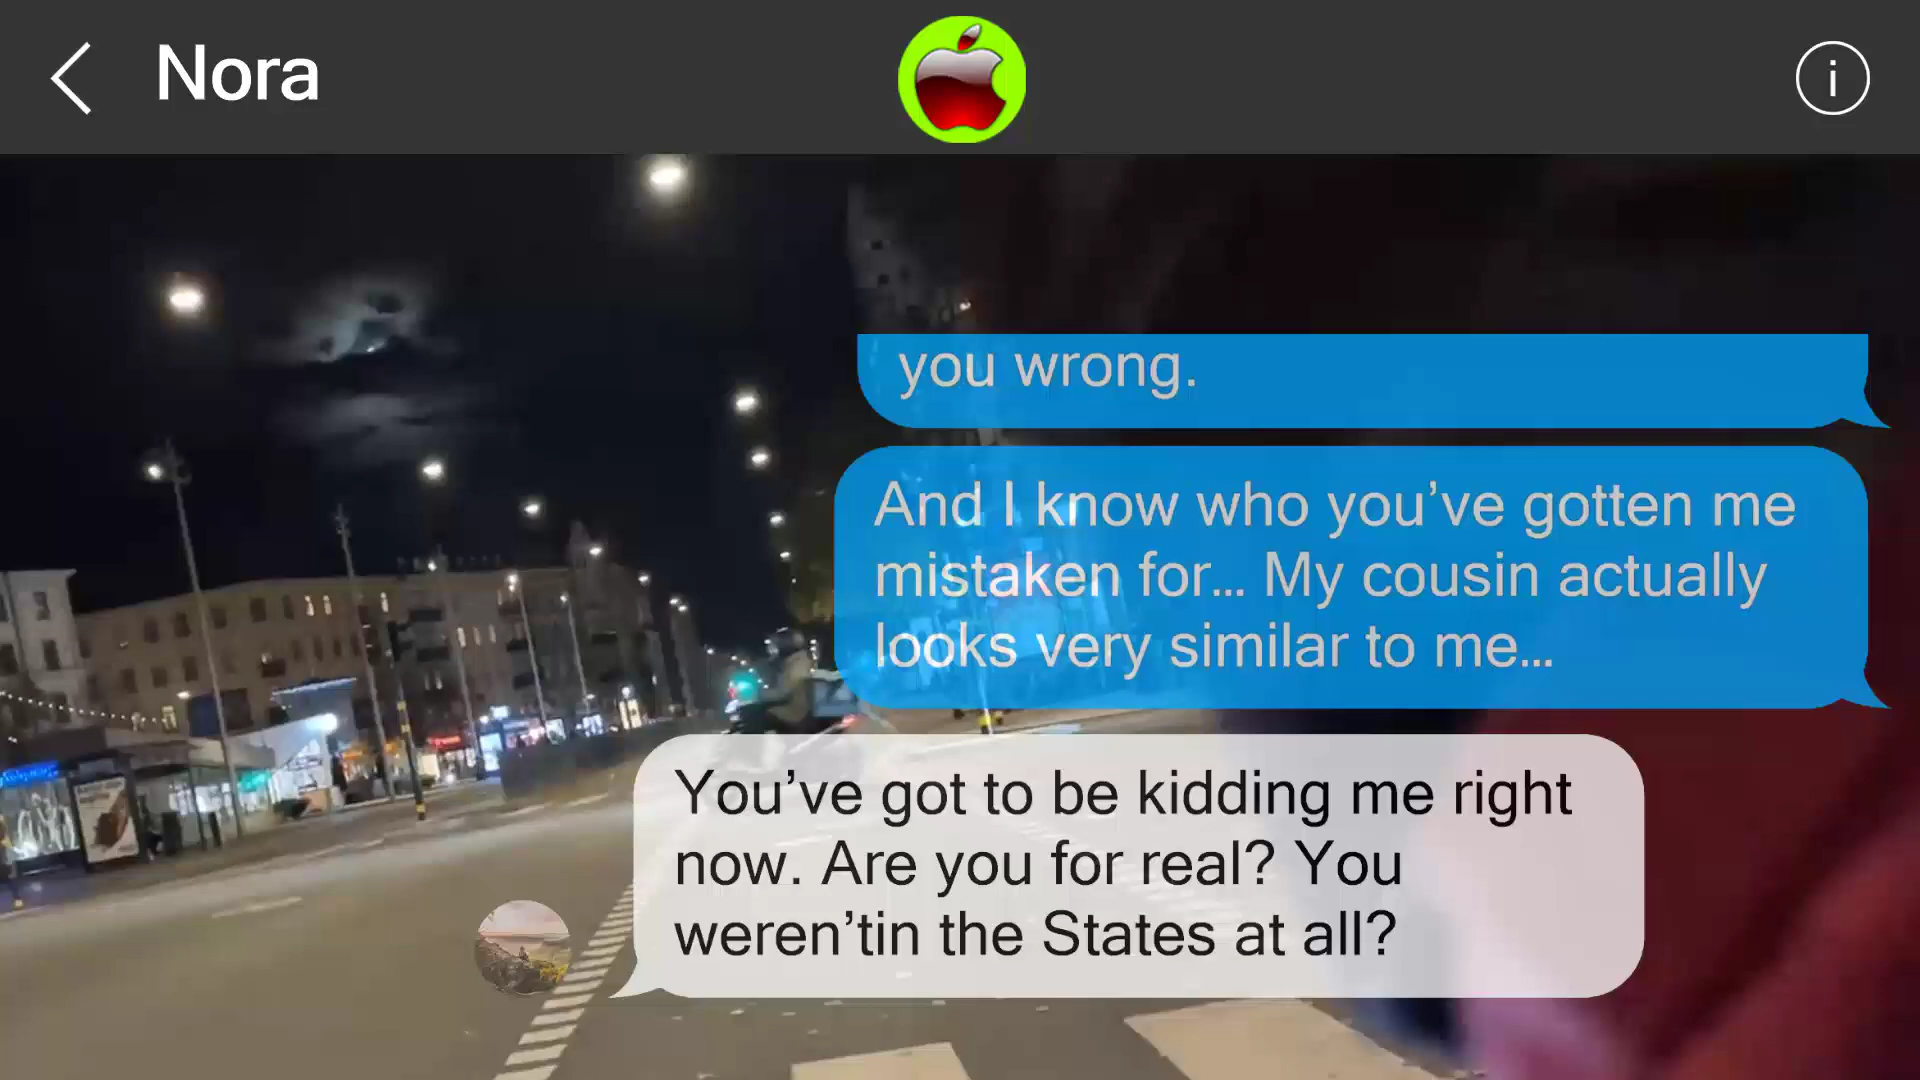 Nora
you wrong.
And I know who you’ve gotten me
mistaken for... My cousin actually
looks very similar to me...
You’ve got to be kidding me right
now. Are you for real? You
weren’tin the States at all?